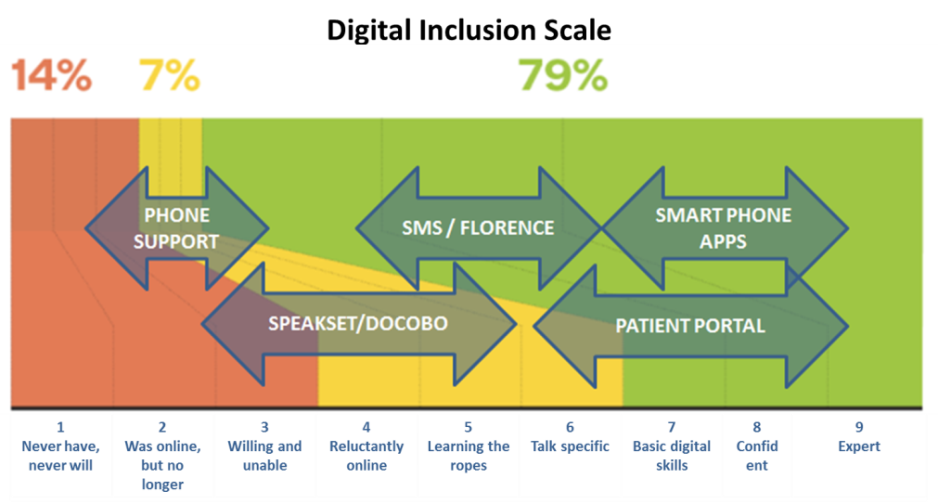 Digital Inclusion Scale
14% 7% 79%
PHONE
SUPPORT
SMS / FLORENCE
SMART PHONE
APPS
SPEAKSET/DOCOBO
PATIENT PORTAL
1
Never have,
never will
2
Was online,
but no
longer
3
Willing and
unable
4
Reluctantly
online
5
Learning the
ropes
6
Talk specific
7
Basic digital
skills
8
Confid
ent
9
Expert